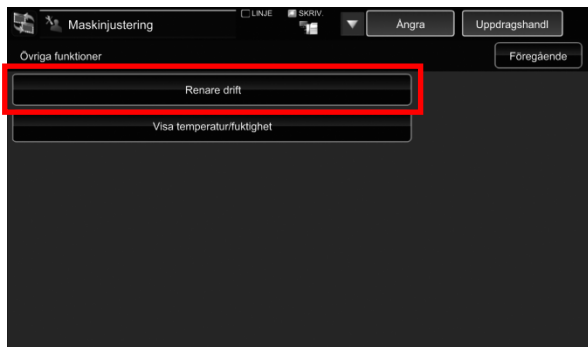 Maskinjustering
LINJE
SKRIV.
Ångra
Uppdragshandl
Övriga funktioner
Föregående
Renare drift
Visa temperatur/fuktighet